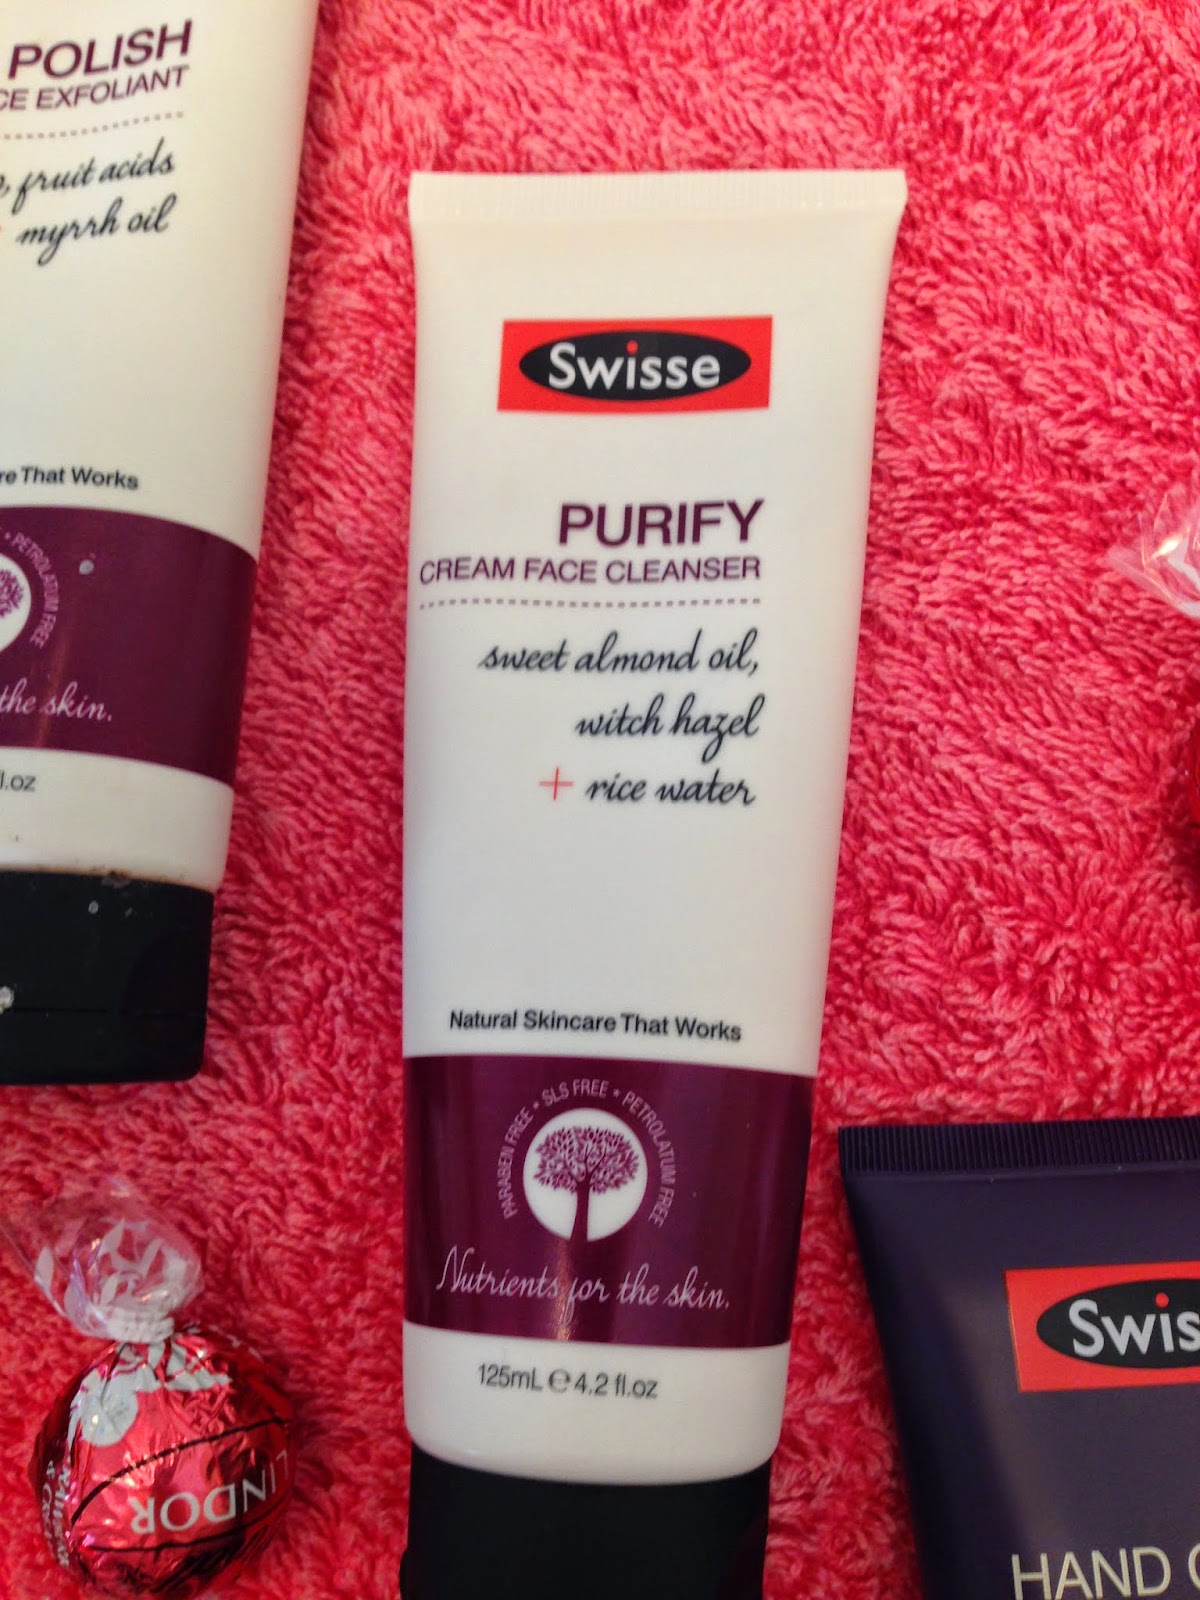 POLISH
CE EXFOLIANT
fruit acids
myrrh oil
re That Works
• PETROLATUM FREE
the skin.
l.oz
Swisse
PURIFY
CREAM FACE CLEANSER
sweet almond oil,
witch hazel
+ rice water
Natural Skincare That Works
PARABEN FREE • SLS FREE • PETROLATUM FREE
Nutrients for the skin.
125mL ℮ 4.2 fl.oz
LINDOR
Swis
HAND C